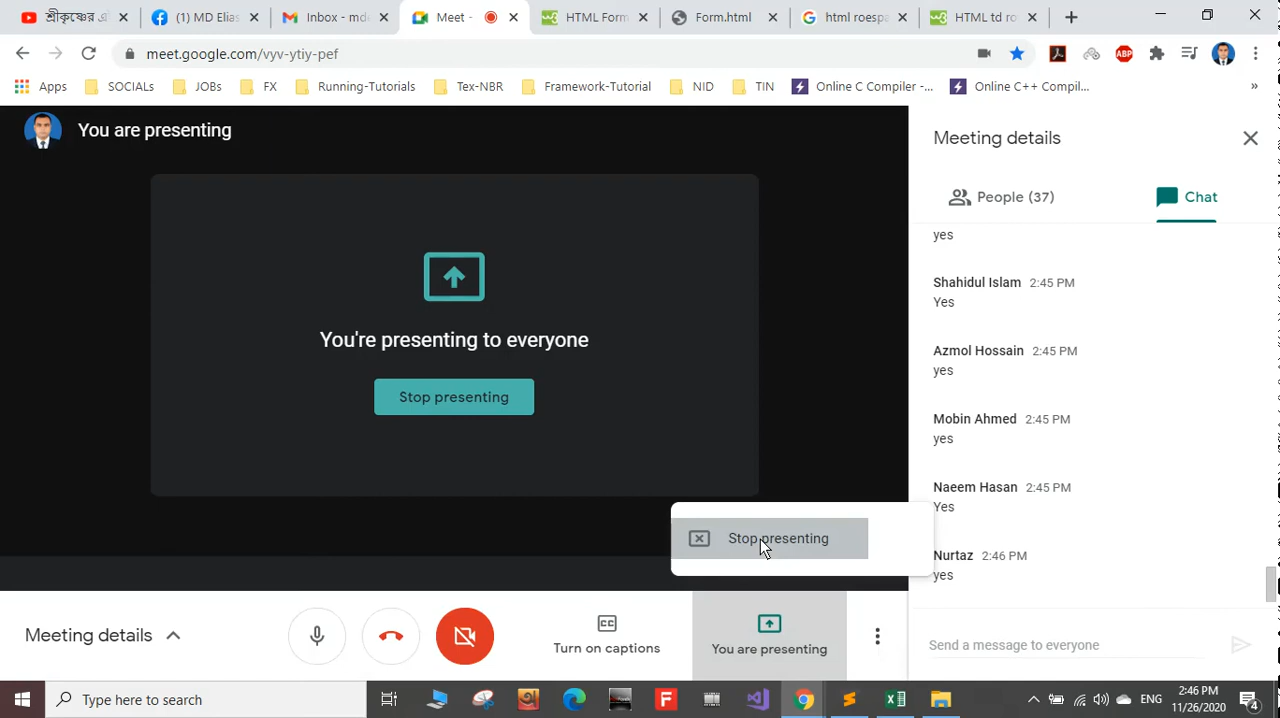 শ্রীকৃষ্ণের এ
(1) MD Elias
Inbox - mde
Meet -
HTML Form
Form.html
html roespa
HTML td ro
meet.google.com/vyv-ytiy-pef
ABP
Apps
SOCIALs
JOBs
FX
Running-Tutorials
Tex-NBR
Framework-Tutorial
NID
TIN
Online C Compiler -...
Online C++ Compil...
»
You are presenting
Meeting details
People (37)
Chat
yes
Shahidul Islam 2:45 PM
Yes
Azmol Hossain 2:45 PM
yes
Mobin Ahmed 2:45 PM
yes
Naeem Hasan 2:45 PM
Yes
Nurtaz 2:46 PM
yes
You're presenting to everyone
Stop presenting
Stop presenting
Meeting details
Turn on captions
You are presenting
Send a message to everyone
Type here to search
ENG
2:46 PM
11/26/2020
4